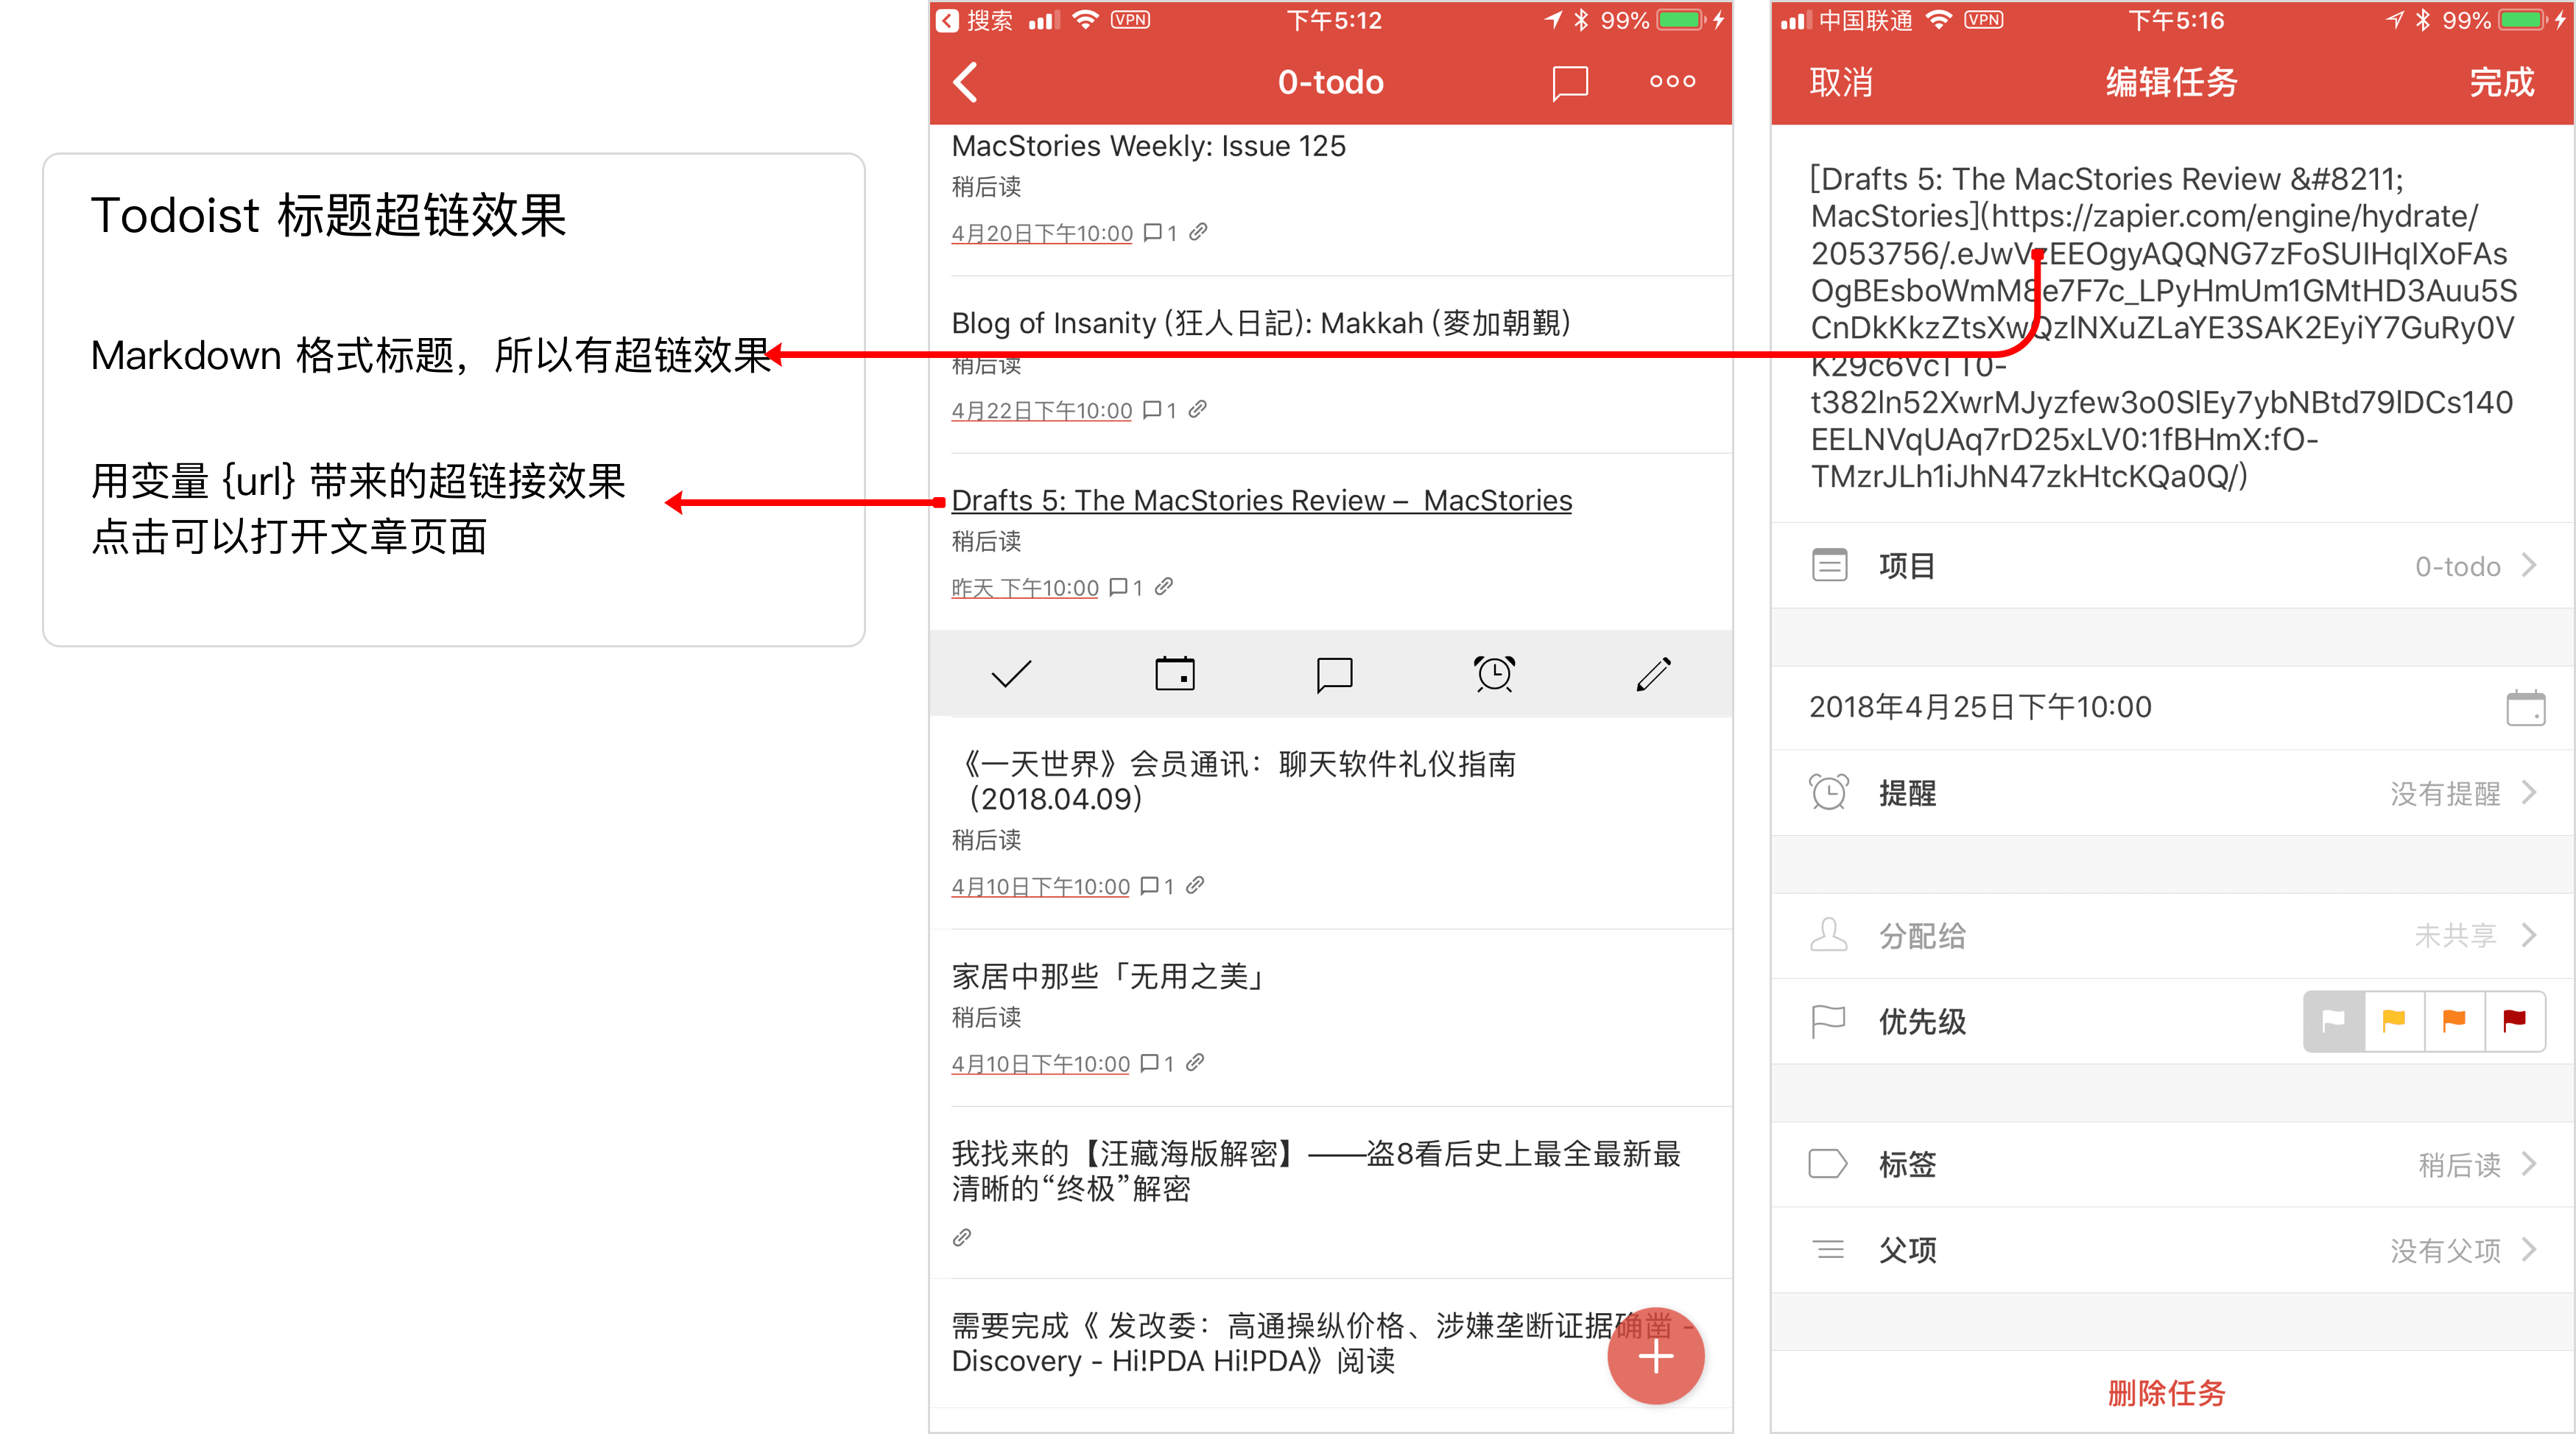 Todoist 标题超链效果
Markdown 格式标题，所以有超链效果
用变量 {url} 带来的超链接效果
点击可以打开文章页面
搜索 VPN 下午5:12 99%
0-todo
MacStories Weekly: Issue 125
稍后读
4月20日下午10:00 1
Blog of Insanity (狂人日記): Makkah (麥加朝覲)
稍后读
4月22日下午10:00 1
Drafts 5: The MacStories Review – MacStories
稍后读
昨天 下午10:00 1
《一天世界》会员通讯：聊天软件礼仪指南
（2018.04.09）
稍后读
4月10日下午10:00 1
家居中那些「无用之美」
稍后读
4月10日下午10:00 1
我找来的【汪藏海版解密】——盗8看后史上最全最新最
清晰的“终极”解密
需要完成《 发改委：高通操纵价格、涉嫌垄断证据确凿 -
Discovery - Hi!PDA Hi!PDA》阅读
中国联通 VPN 下午5:16 99%
取消 编辑任务 完成
[Drafts 5: The MacStories Review &#8211;
MacStories](https://zapier.com/engine/hydrate/
2053756/.eJwVzEEOgyAQQNG7zFoSUlHqIXoFAs
OgBEsboWmM8e7F7c_LPyHmUm1GMtHD3Auu5S
CnDkKkzZtsXwQzlNXuZLaYE3SAK2EyiY7GuRy0V
K29c6VcTT0-
t382ln52XwrMJyzfew3o0SlEy7ybNBtd79lDCs140
EELNVqUAq7rD25xLV0:1fBHmX:fO-
TMzrJLh1iJhN47zkHtcKQa0Q/)
项目 0-todo
2018年4月25日下午10:00
提醒 没有提醒
分配给 未共享
优先级
标签 稍后读
父项 没有父项
删除任务